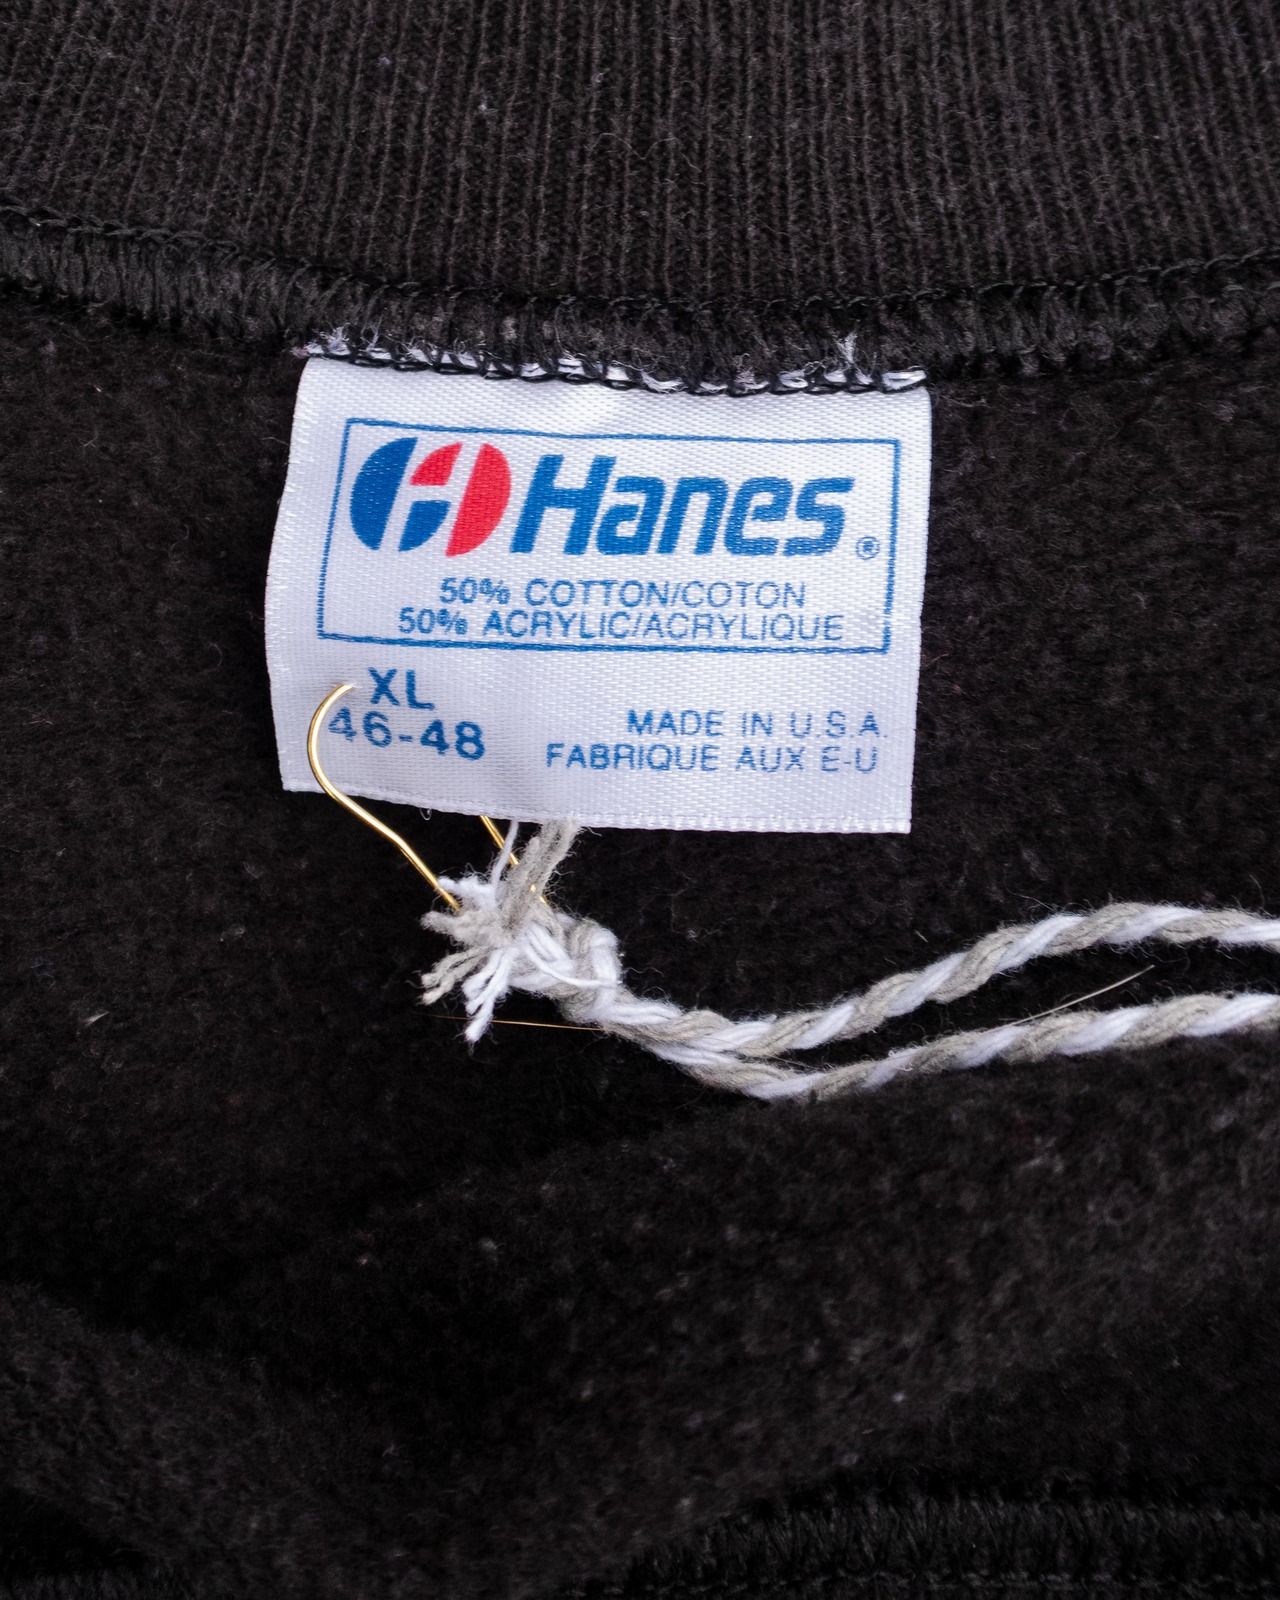 Hanes®
50% COTTON/COTON
50% ACRYLIC/ACRYLIQUE
XL
46-48
MADE IN U.S.A.
FABRIQUE AUX E-U